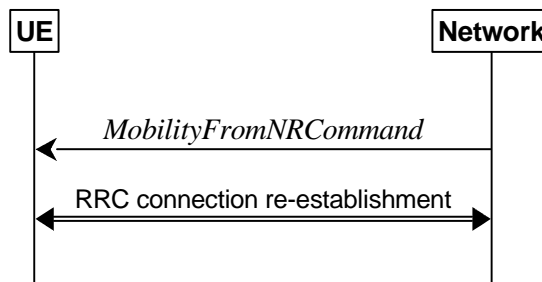 UE
Network
MobilityFromNRCommand
RRC connection re-establishment